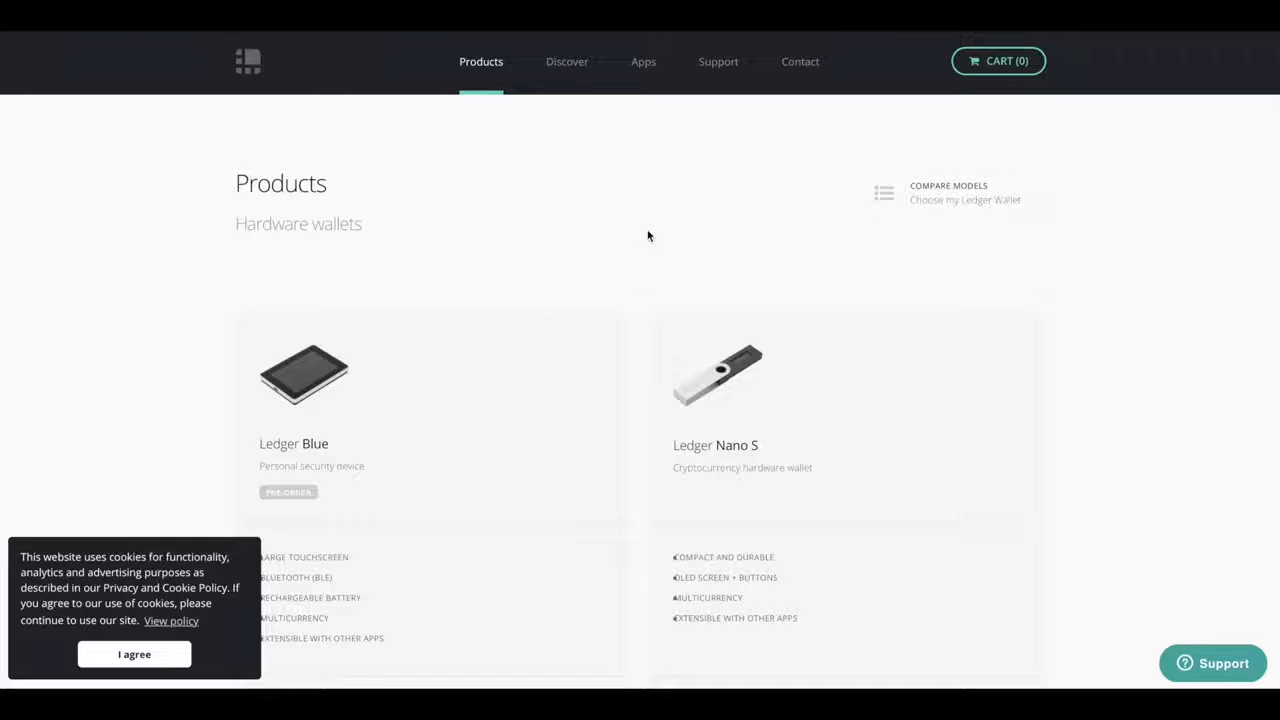 Products
Discover
Apps
Support
Contact
CART (0)
Products
Hardware wallets
COMPARE MODELS
Choose my Ledger Wallet
Ledger Blue
Personal security device
PRE-ORDER
LARGE TOUCHSCREEN
BLUETOOTH (BLE)
RECHARGEABLE BATTERY
MULTICURRENCY
EXTENSIBLE WITH OTHER APPS
Ledger Nano S
Cryptocurrency hardware wallet
COMPACT AND DURABLE
OLED SCREEN + BUTTONS
MULTICURRENCY
EXTENSIBLE WITH OTHER APPS
This website uses cookies for functionality,
analytics and advertising purposes as
described in our Privacy and Cookie Policy. If
you agree to our use of cookies, please
continue to use our site. View policy
I agree
Support